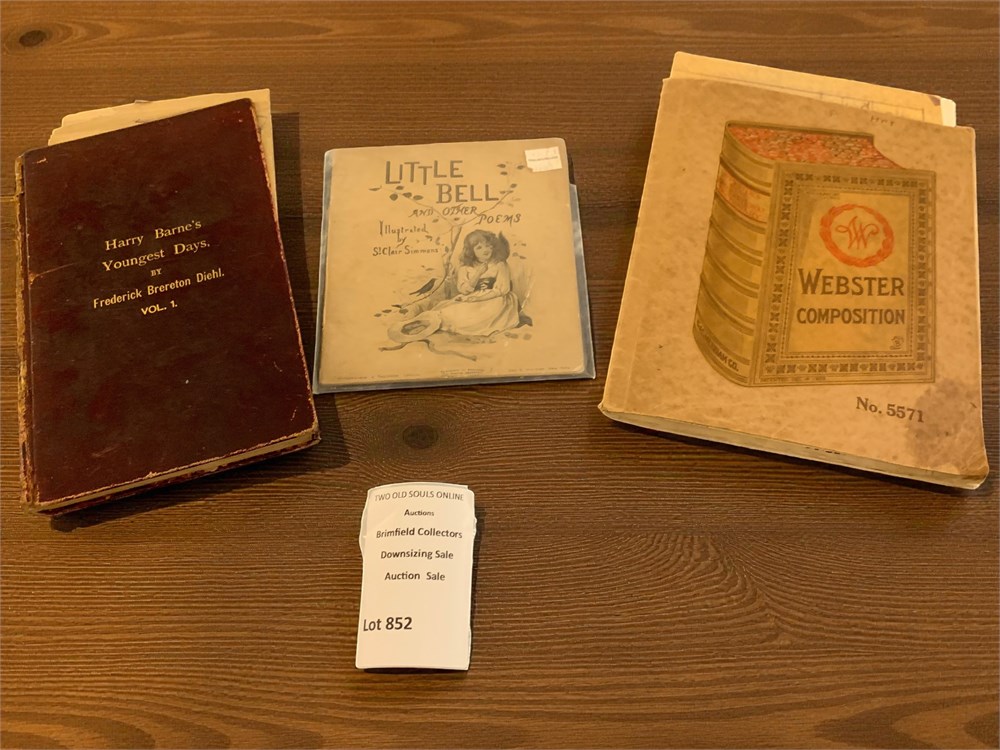 Harry Barne's
Youngest Days.
BY
Frederick Brereton Diehl.
VOL. 1.
LITTLE
BELL
AND OTHER
POEMS
Illustrated
by
St Clair Simmons
W
WEBSTER
COMPOSITION
No. 5571
TWO OLD SOULS ONLINE
Auctions
Brimfield Collectors
Downsizing Sale
Auction Sale
Lot 852